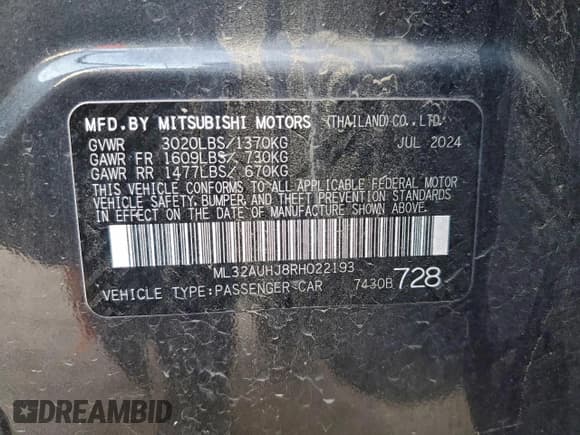 MFD.BY MITSUBISHI MOTORS (THAILAND)CO.,LTD.
GVWR 3020LBS/1370KG JUL 2024
GAWR FR 1609LBS/ 730KG
GAWR RR 1477LBS/ 670KG
THIS VEHICLE CONFORMS TO ALL APPLICABLE FEDERAL MOTOR
VEHICLE SAFETY, BUMPER, AND THEFT PREVENTION STANDARDS
IN EFFECT ON THE DATE OF MANUFACTURE SHOWN ABOVE.
ML32AUHJ8RH022193
VEHICLE TYPE:PASSENGER CAR 7430B 728
DREAMBID